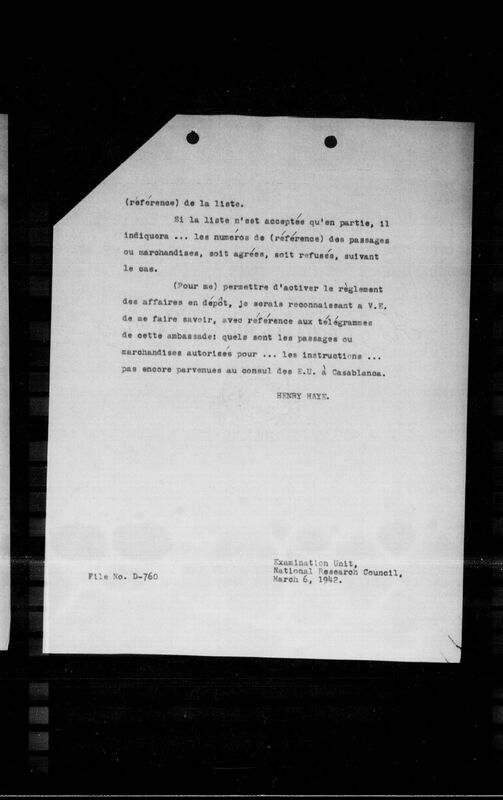 (reférence) de la liste.
Si la liste n'est acceptée qu'en partie, il
indiquera ... les numéros de (référence) des passages
ou marchandises, soit agrées, soit refusés, suivant
le cas.
(Pour me) permettre d'activer le règlement
des affaires en dépôt, je serais reconnaissant a V.E.
de me faire savoir, avec référence aux télégrammes
de cette ambassade: quels sont les passages ou
marchandises autorisés pour ... les instructions ...
pas encore parvenues au consul des E.U. à Casablanca.
HENRY HAYE.
Examination Unit,
National Research Council,
March 6, 1942.
File No. D-760